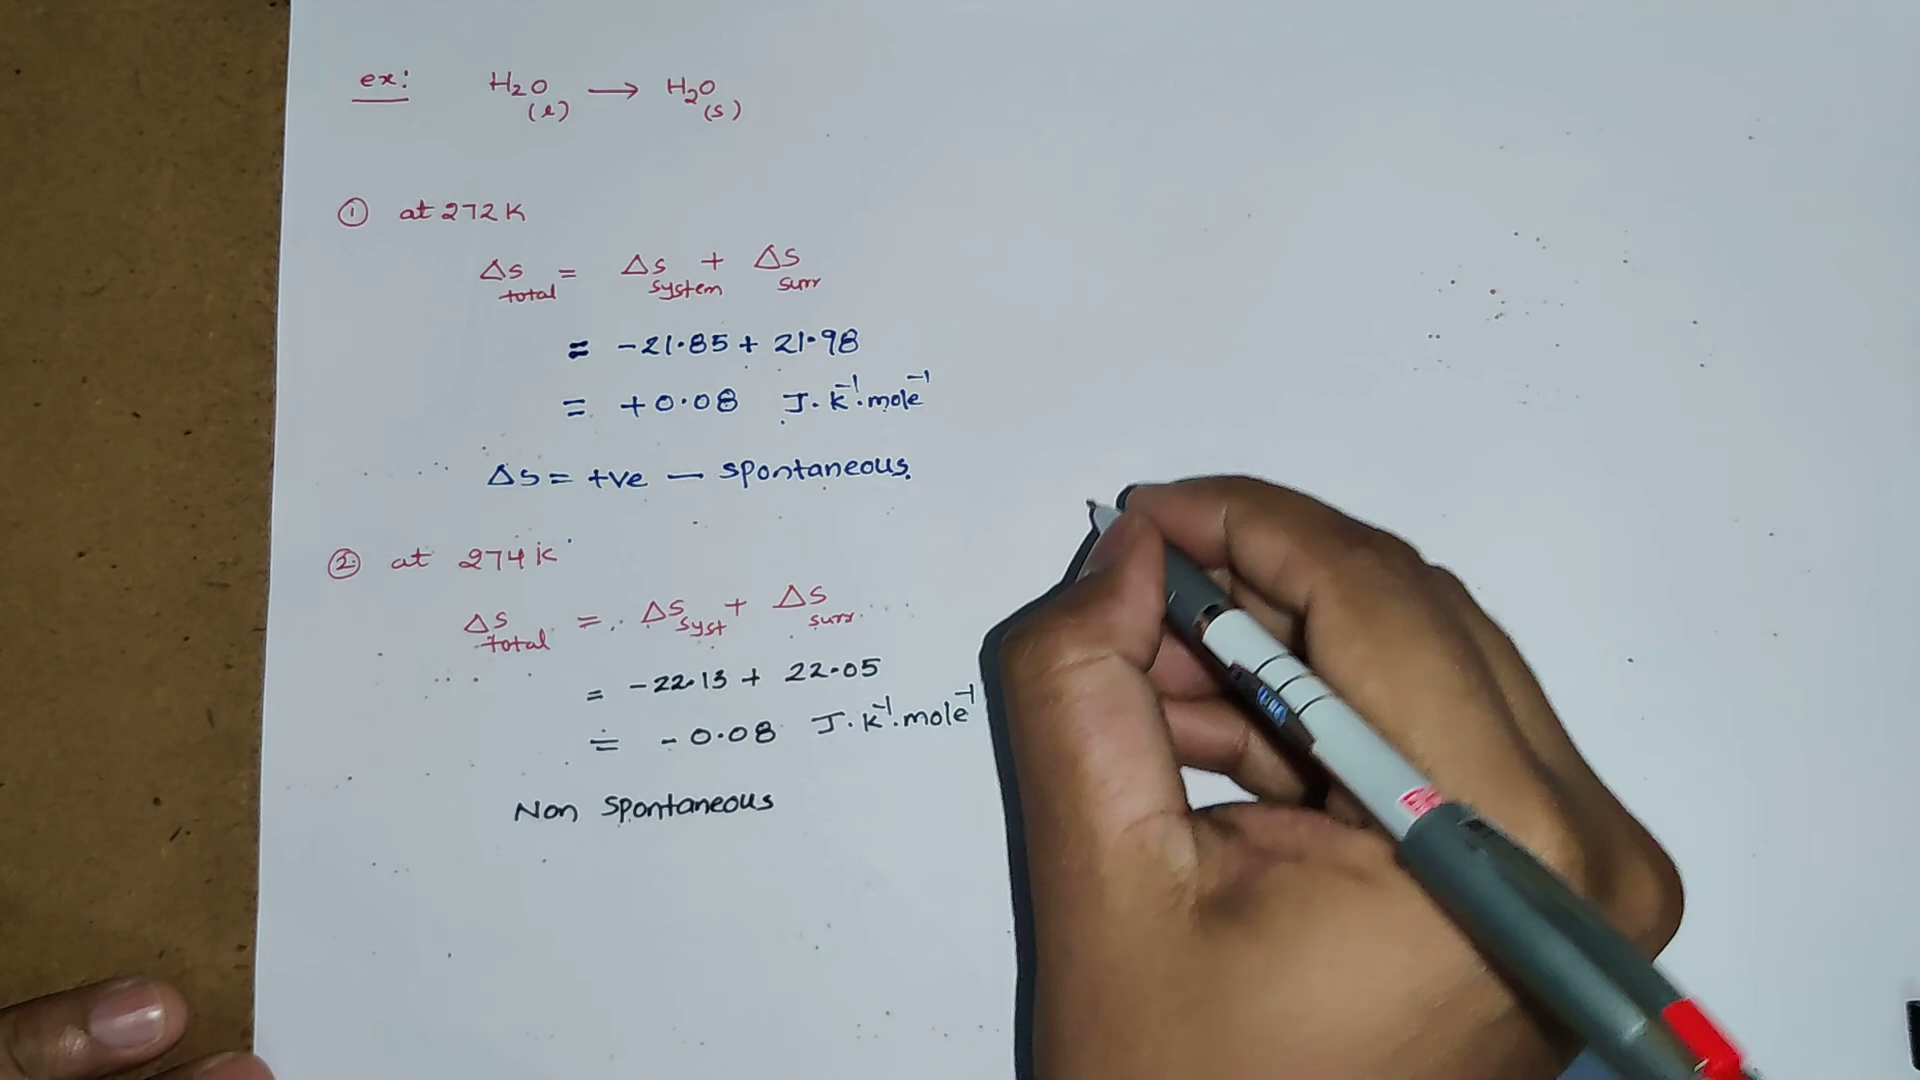 ex: H₂O (l) → H₂O (s)
① at 272 K
ΔS total = ΔS system + ΔS surr
= -21.85 + 21.98
= +0.08 J. K⁻¹. mole⁻¹
ΔS = +ve — spontaneous.
② at 274 K
ΔS total = ΔS syst + ΔS surr.
= -22.13 + 22.05
= -0.08 J. K⁻¹. mole⁻¹
Non Spontaneous